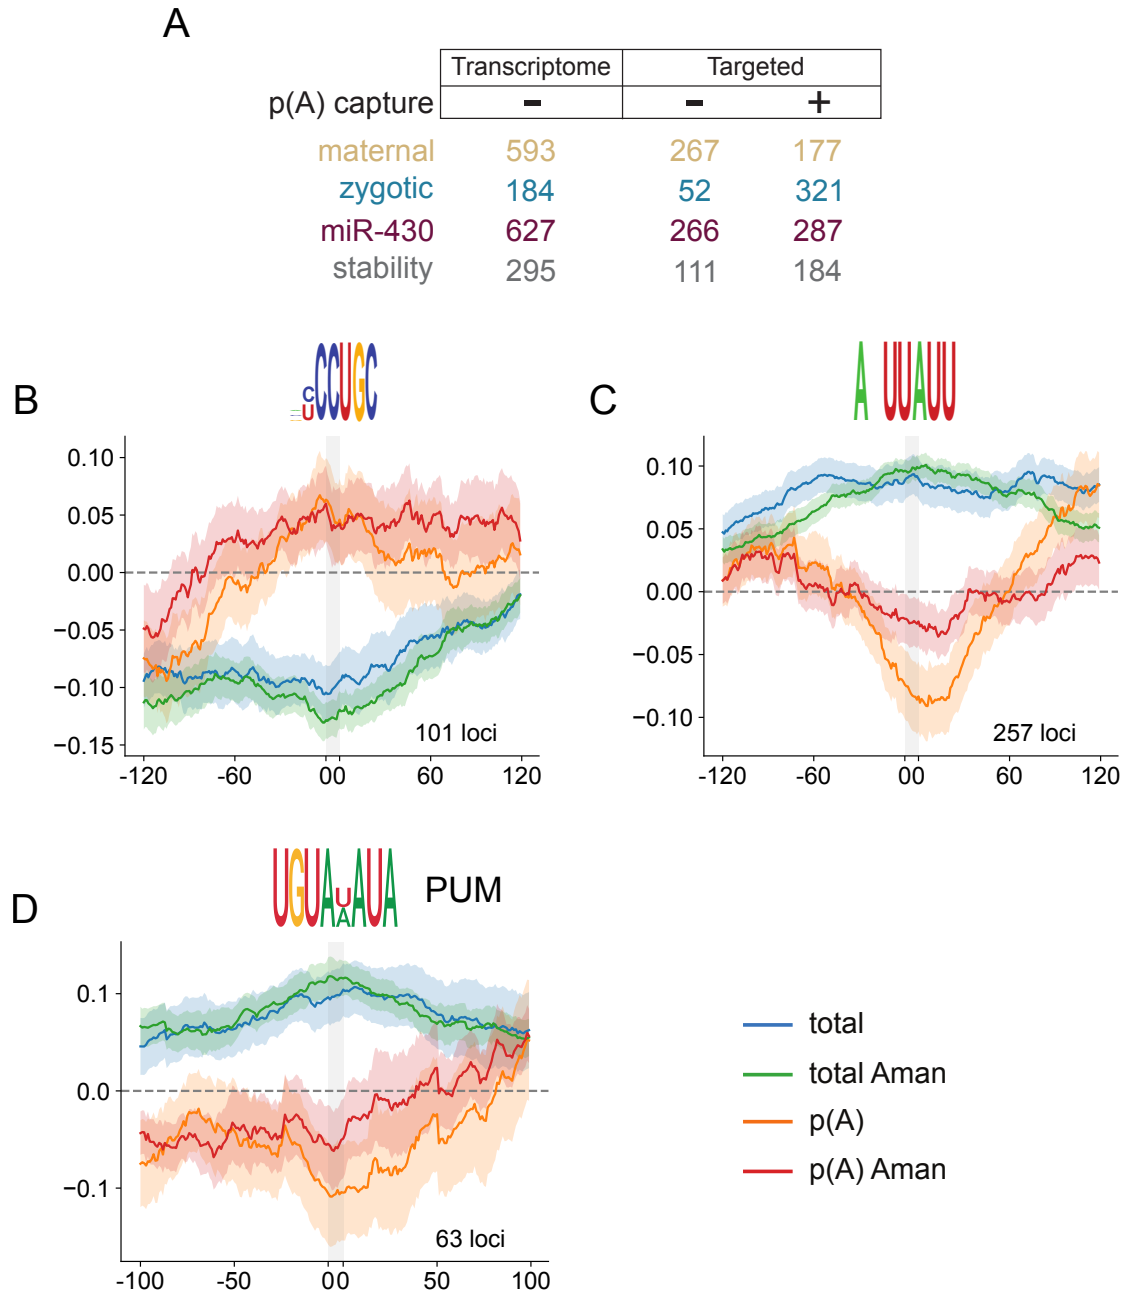 A
Transcriptome Targeted
p(A) capture - - +
maternal 593 267 177
zygotic 184 52 321
miR-430 627 266 287
stability 295 111 184
B
CCCUGC
U
0.10
0.05
0.00
−0.05
−0.10
−0.15
101 loci
-120 -60 00 60 120
C
A UUAUU
0.10
0.05
0.00
−0.05
−0.10
257 loci
-120 -60 00 60 120
D
UGUAUAUA
A
PUM
0.1
0.0
−0.1
63 loci
-100 -50 00 50 100
total
total Aman
p(A)
p(A) Aman